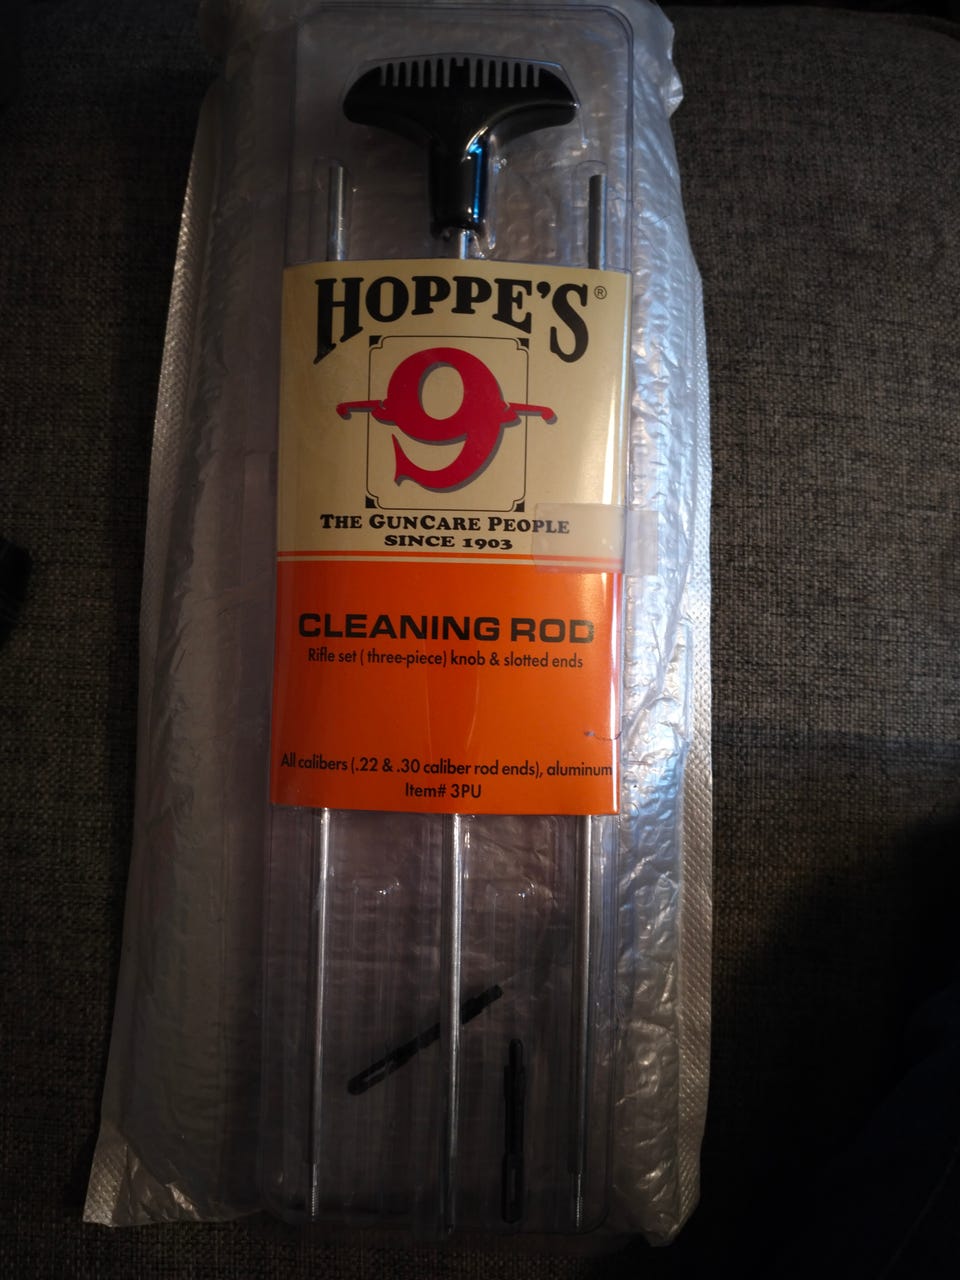 HOPPE'S®
9
THE GUNCARE PEOPLE
SINCE 1903
CLEANING ROD
Rifle set ( three-piece) knob & slotted ends
All calibers (.22 & .30 caliber rod ends), aluminum
Item# 3PU